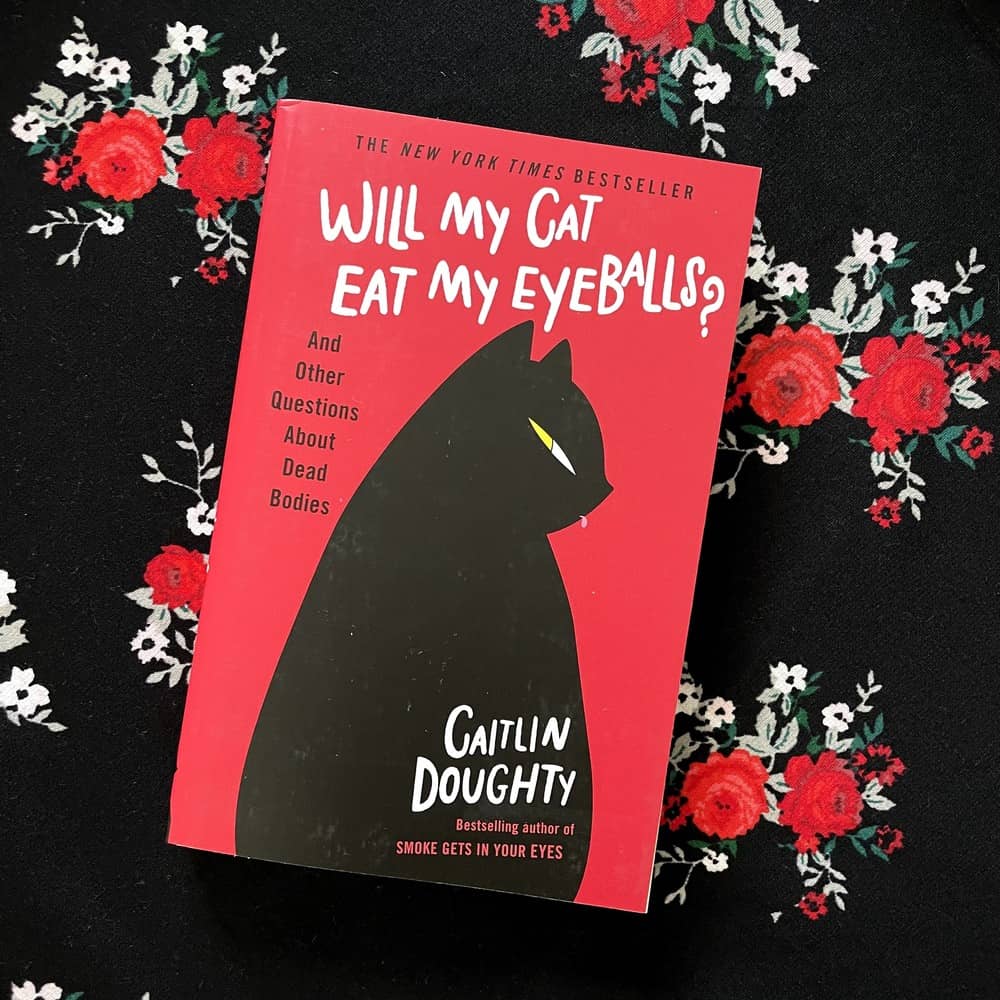 THE NEW YORK TIMES BESTSELLER
WILL MY CAT
EAT MY EYEBALLS?
And
Other
Questions
About
Dead
Bodies
CAITLIN
DOUGHTY
Bestselling author of
SMOKE GETS IN YOUR EYES